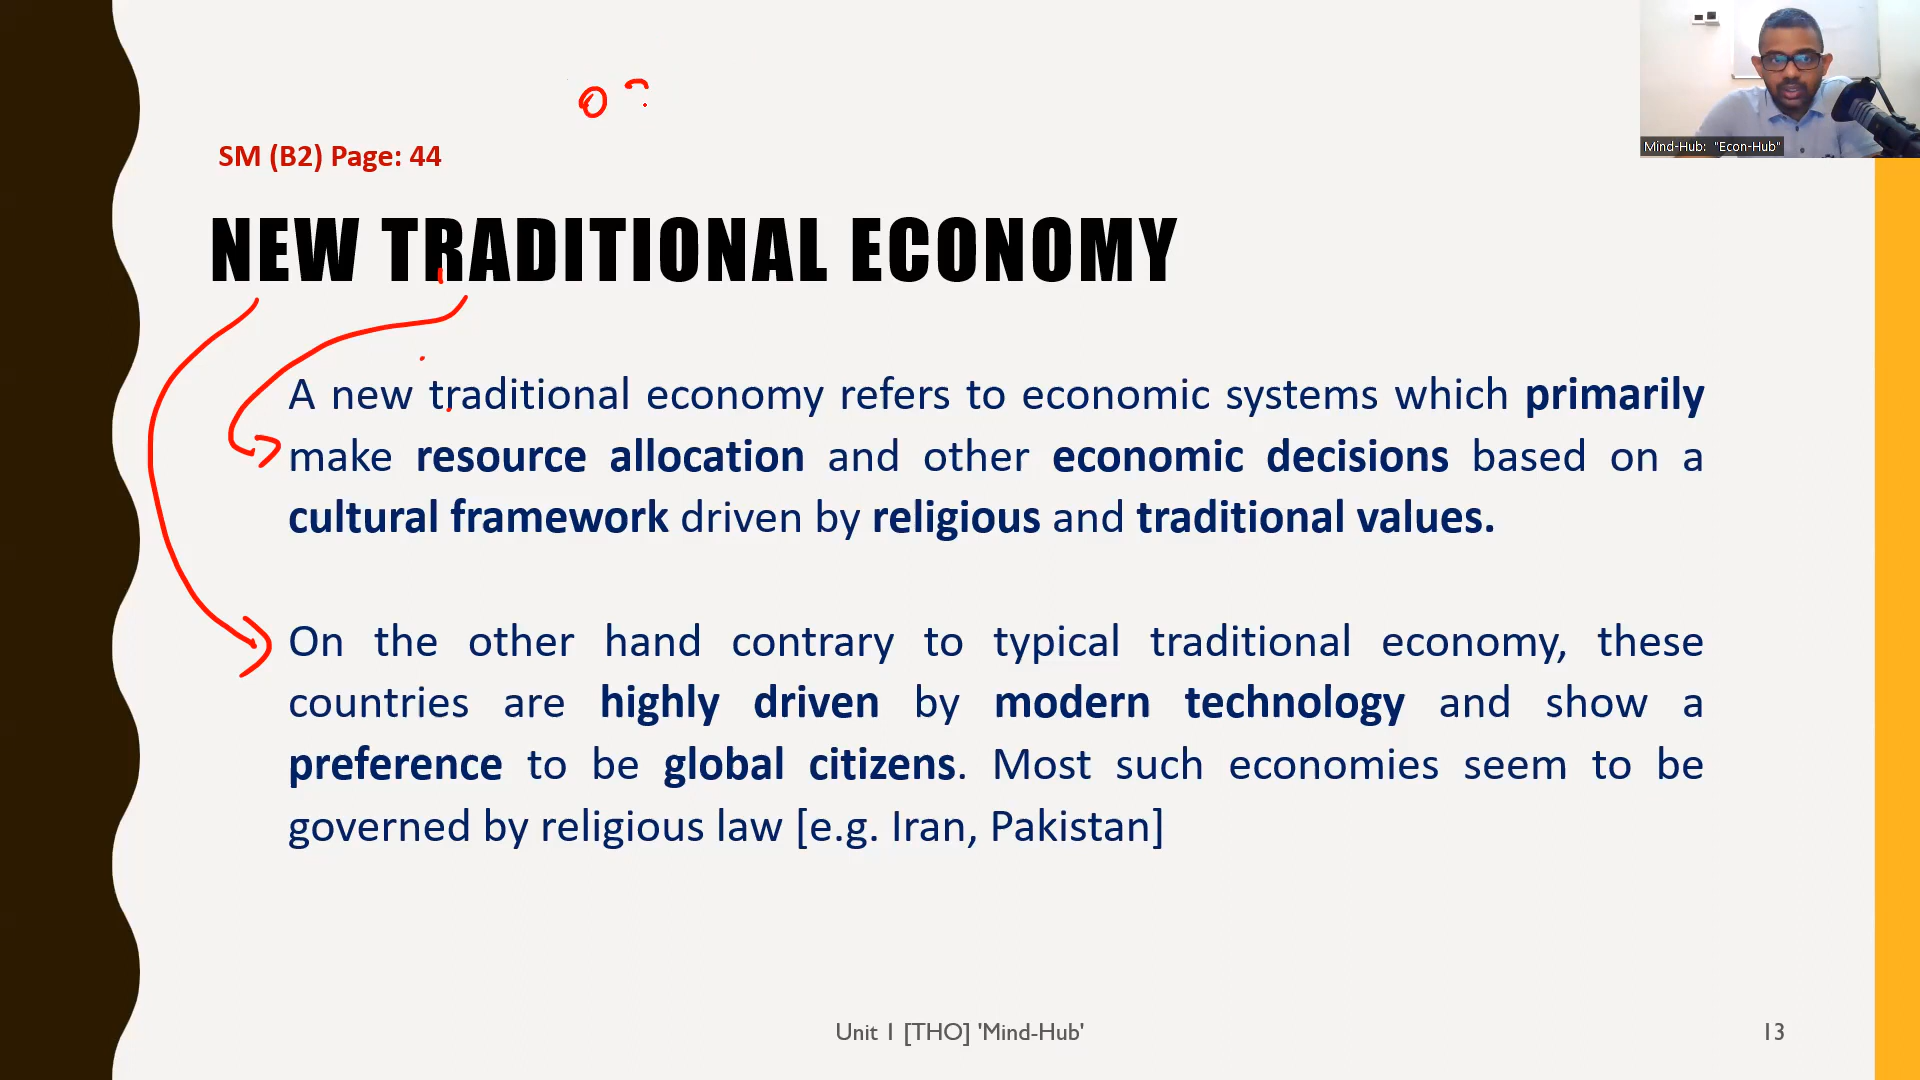 Mind-Hub: "Econ-Hub"
SM (B2) Page: 44
NEW TRADITIONAL ECONOMY
A new traditional economy refers to economic systems which primarily
make resource allocation and other economic decisions based on a
cultural framework driven by religious and traditional values.
On the other hand contrary to typical traditional economy, these
countries are highly driven by modern technology and show a
preference to be global citizens. Most such economies seem to be
governed by religious law [e.g. Iran, Pakistan]
Unit 1 [THO] 'Mind-Hub'
13